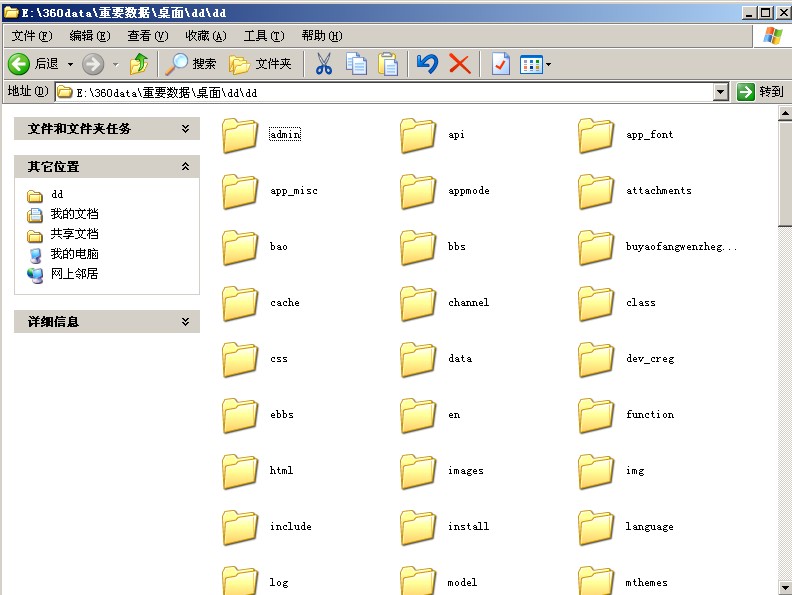 E:\360data\重要数据\桌面\dd\dd
文件(F) 编辑(E) 查看(V) 收藏(A) 工具(T) 帮助(H)
后退 搜索 文件夹
地址(D) E:\360data\重要数据\桌面\dd\dd 转到
文件和文件夹任务
其它位置
dd
我的文档
共享文档
我的电脑
网上邻居
详细信息
admin api app_font
app_misc appmode attachments
bao bbs buyaofangwenzheg...
cache channel class
css data dev_creg
ebbs en function
html images img
include install language
log model mthemes